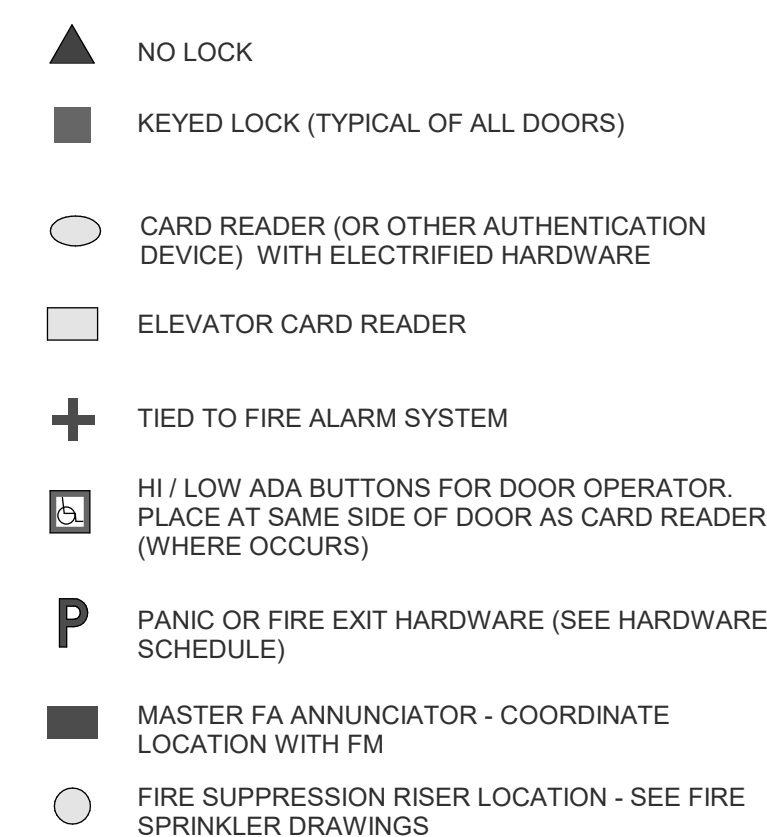 NO LOCK
KEYED LOCK (TYPICAL OF ALL DOORS)
CARD READER (OR OTHER AUTHENTICATION
DEVICE)  WITH ELECTRIFIED HARDWARE
ELEVATOR CARD READER
TIED TO FIRE ALARM SYSTEM
HI / LOW ADA BUTTONS FOR DOOR OPERATOR.
PLACE AT SAME SIDE OF DOOR AS CARD READER
(WHERE OCCURS)
P PANIC OR FIRE EXIT HARDWARE (SEE HARDWARE
SCHEDULE)
MASTER FA ANNUNCIATOR - COORDINATE
LOCATION WITH FM
FIRE SUPPRESSION RISER LOCATION - SEE FIRE
SPRINKLER DRAWINGS